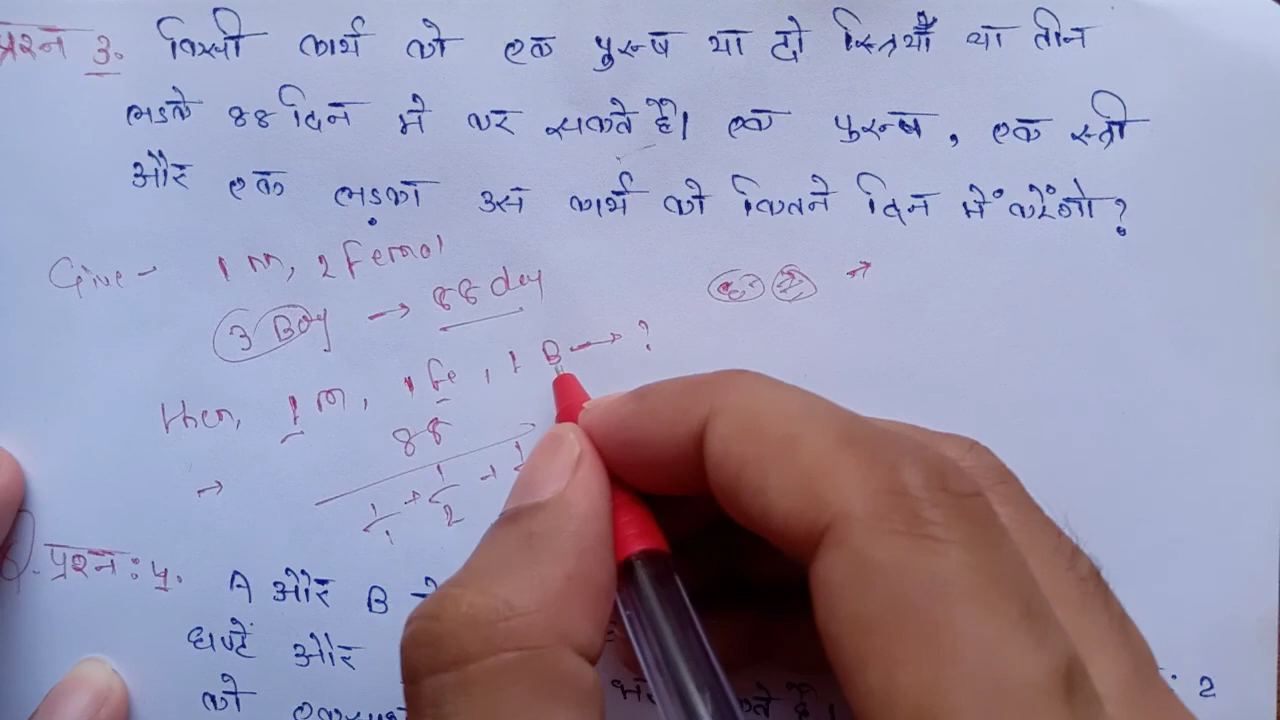 प्रश्न 3. किसी कार्य को एक पुरूष या दो स्त्रियाँ या तीन
लडके 88 दिन मे कर सकते है। एक पुरूष, एक स्त्री
और एक लड़का उस कार्य को कितने दिन में करेंगे?
Give - 1 m, 2 Femal
3 Boy → 88 day
then, 1 m, 1 Fe, 1 B → ?
88
→ 1/1 + 1/2 + 1
प्रश्न: 4. A और B
घण्टें और
को
2